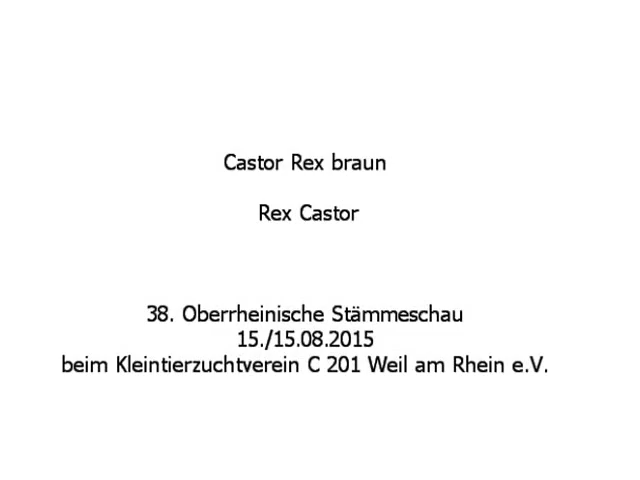 Castor Rex braun
Rex Castor
38. Oberrheinische Stämmeschau
15./15.08.2015
beim Kleintierzuchtverein C 201 Weil am Rhein e.V.